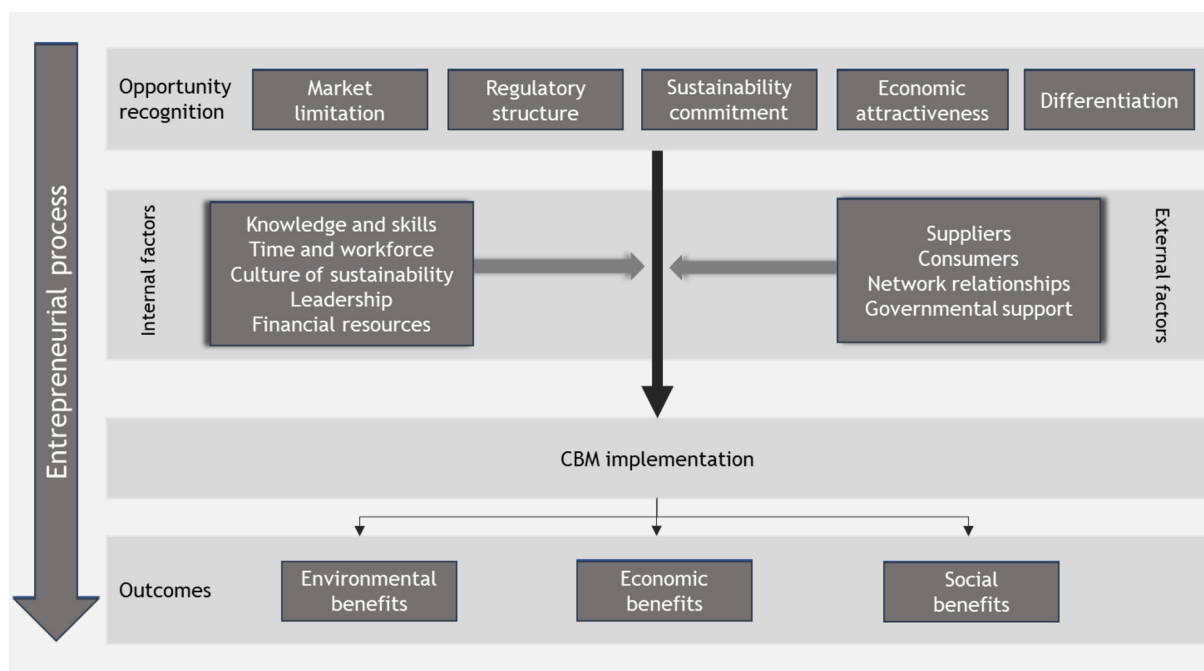 Entrepreneurial process
Opportunity
recognition
Market
limitation
Regulatory
structure
Sustainability
commitment
Economic
attractiveness
Differentiation
Internal factors
Knowledge and skills
Time and workforce
Culture of sustainability
Leadership
Financial resources
Suppliers
Consumers
Network relationships
Governmental support
External factors
CBM implementation
Outcomes
Environmental
benefits
Economic
benefits
Social
benefits